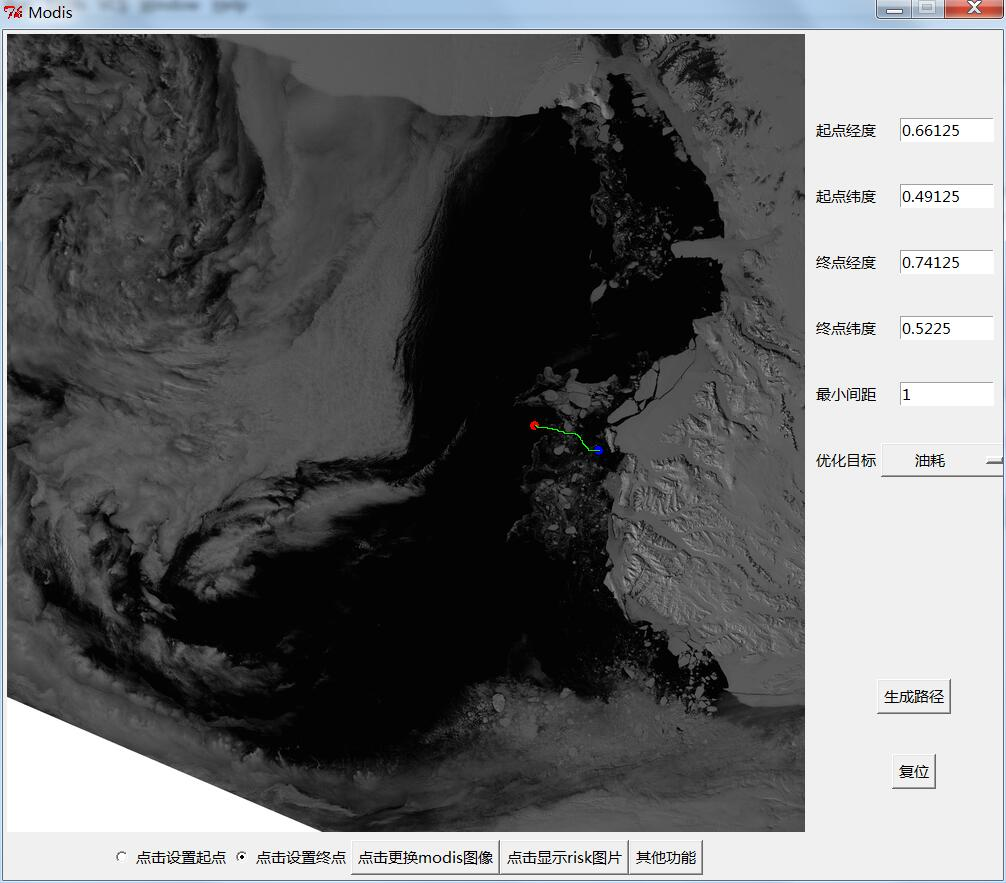 Modis
起点经度 0.66125
起点纬度 0.49125
终点经度 0.74125
终点纬度 0.5225
最小间距 1
优化目标 油耗
生成路径
复位
点击设置起点 点击设置终点 点击更换modis图像 点击显示risk图片 其他功能